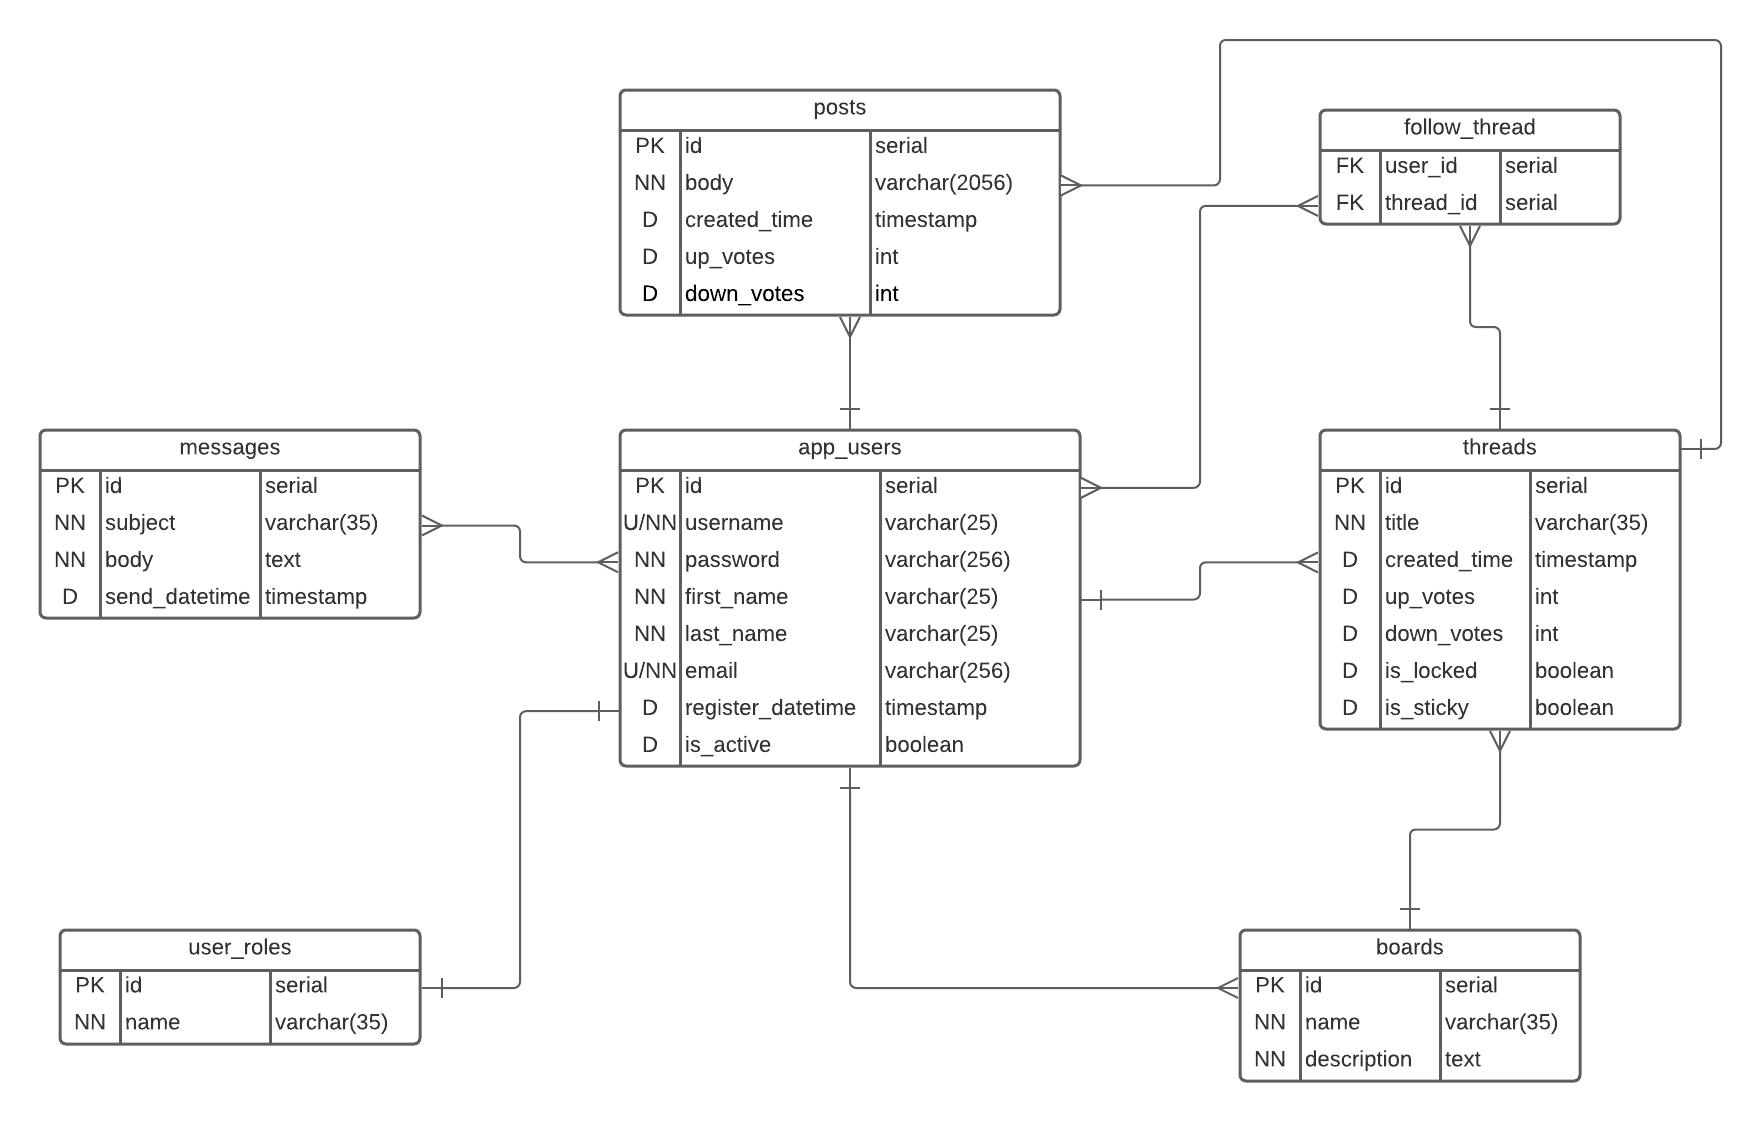 posts
PK id serial
NN body varchar(2056)
D created_time timestamp
D up_votes int
D down_votes int
follow_thread
FK user_id serial
FK thread_id serial
messages
PK id serial
NN subject varchar(35)
NN body text
D send_datetime timestamp
app_users
PK id serial
U/NN username varchar(25)
NN password varchar(256)
NN first_name varchar(25)
NN last_name varchar(25)
U/NN email varchar(256)
D register_datetime timestamp
D is_active boolean
threads
PK id serial
NN title varchar(35)
D created_time timestamp
D up_votes int
D down_votes int
D is_locked boolean
D is_sticky boolean
user_roles
PK id serial
NN name varchar(35)
boards
PK id serial
NN name varchar(35)
NN description text